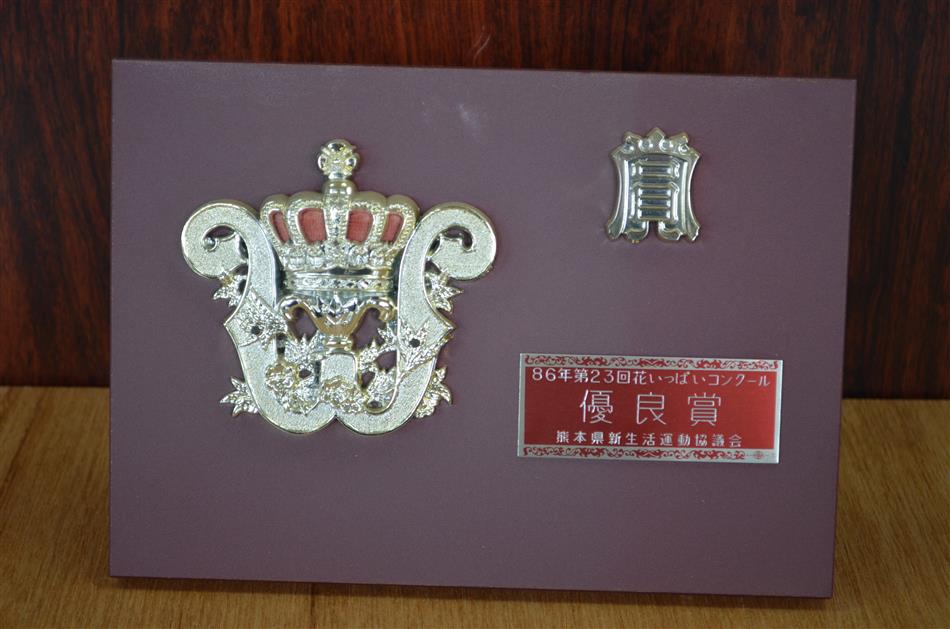 賞
86年第23回花いっぱいコンクール
優良賞
熊本県新生活運動協議会